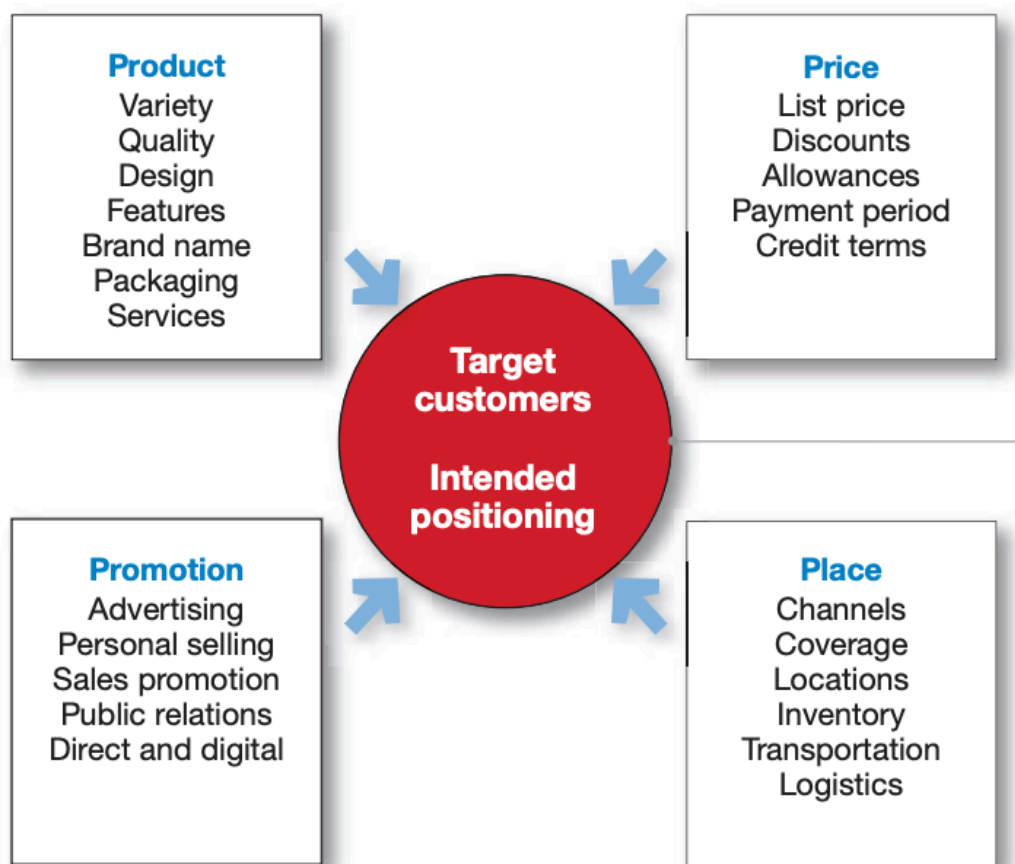 Product
Variety
Quality
Design
Features
Brand name
Packaging
Services
Price
List price
Discounts
Allowances
Payment period
Credit terms
Target
customers
Intended
positioning
Promotion
Advertising
Personal selling
Sales promotion
Public relations
Direct and digital
Place
Channels
Coverage
Locations
Inventory
Transportation
Logistics